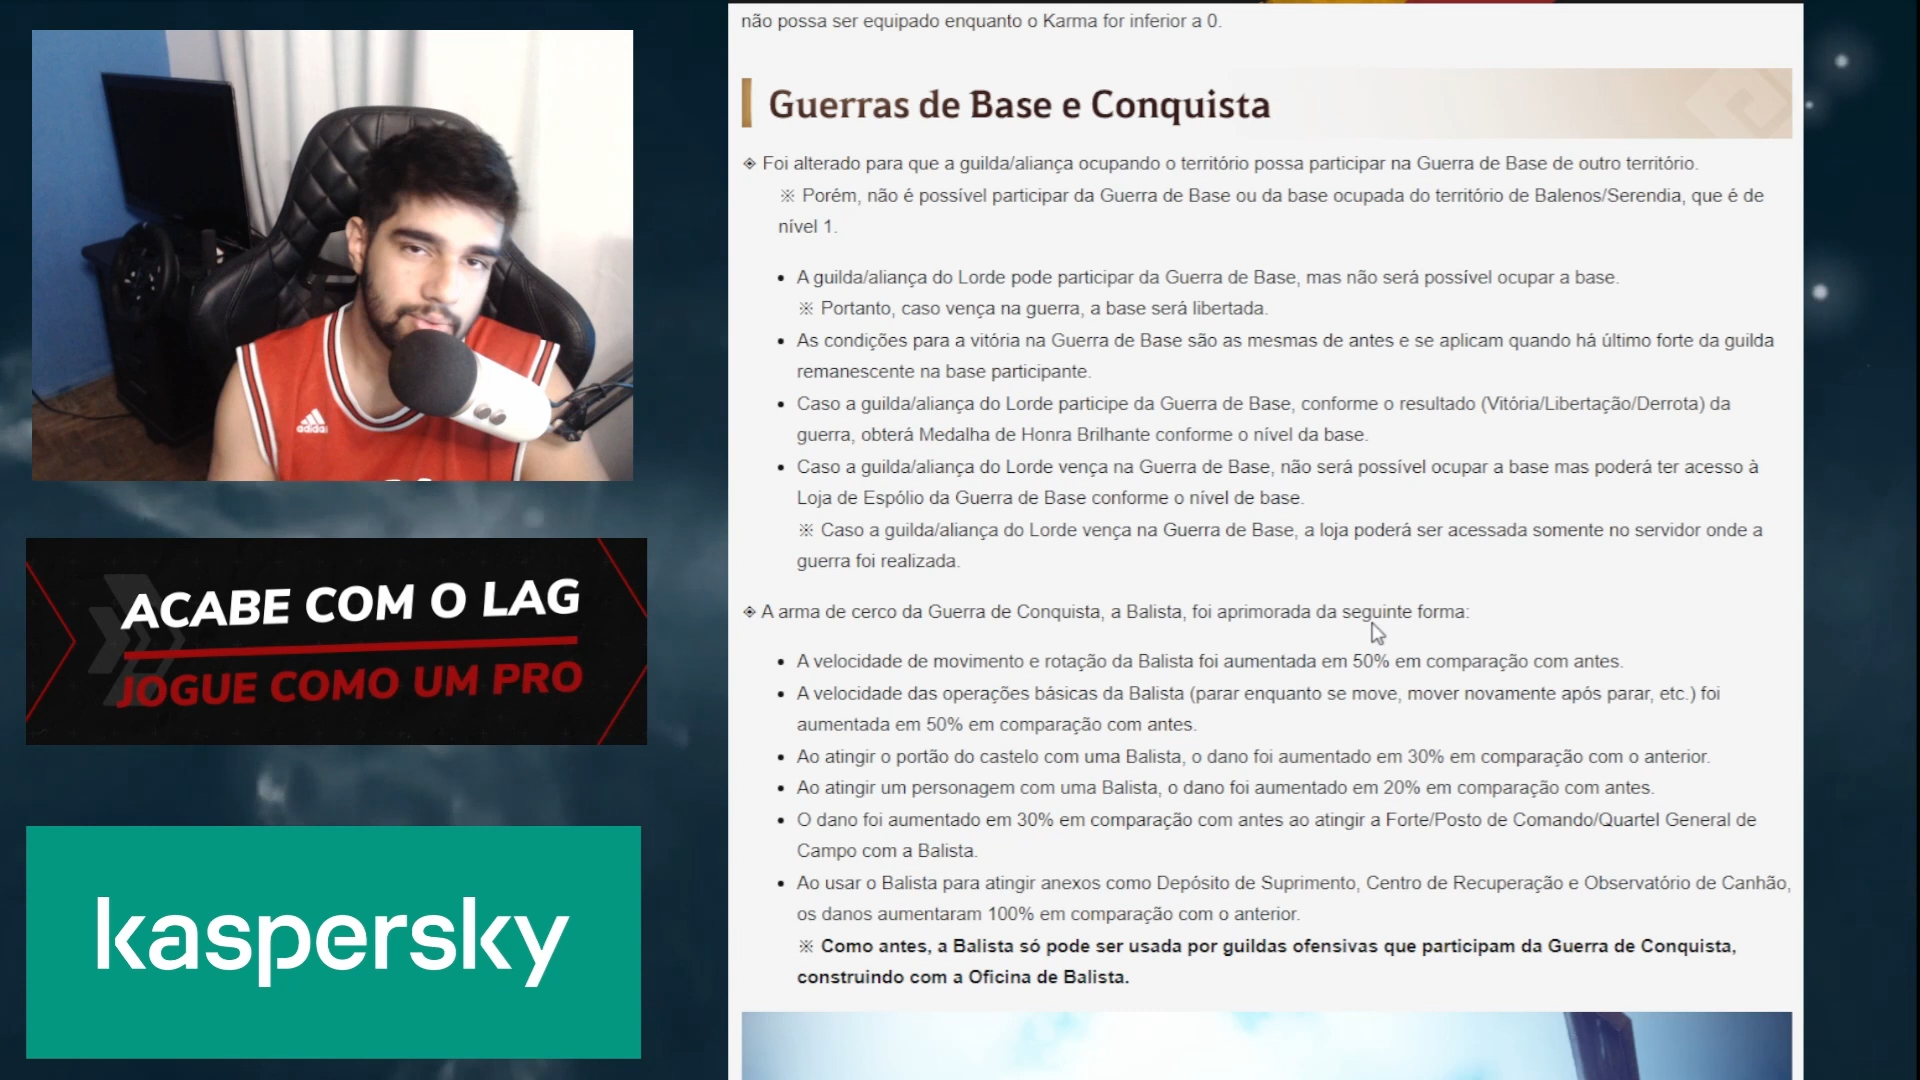 não possa ser equipado enquanto o Karma for inferior a 0.
Guerras de Base e Conquista
◈ Foi alterado para que a guilda/aliança ocupando o território possa participar na Guerra de Base de outro território.
※ Porém, não é possível participar da Guerra de Base ou da base ocupada do território de Balenos/Serendia, que é de
nível 1.
• A guilda/aliança do Lorde pode participar da Guerra de Base, mas não será possível ocupar a base.
※ Portanto, caso vença na guerra, a base será libertada.
• As condições para a vitória na Guerra de Base são as mesmas de antes e se aplicam quando há último forte da guilda
remanescente na base participante.
• Caso a guilda/aliança do Lorde participe da Guerra de Base, conforme o resultado (Vitória/Libertação/Derrota) da
guerra, obterá Medalha de Honra Brilhante conforme o nível da base.
• Caso a guilda/aliança do Lorde vença na Guerra de Base, não será possível ocupar a base mas poderá ter acesso à
Loja de Espólio da Guerra de Base conforme o nível de base.
※ Caso a guilda/aliança do Lorde vença na Guerra de Base, a loja poderá ser acessada somente no servidor onde a
guerra foi realizada.
◈ A arma de cerco da Guerra de Conquista, a Balista, foi aprimorada da seguinte forma:
• A velocidade de movimento e rotação da Balista foi aumentada em 50% em comparação com antes.
• A velocidade das operações básicas da Balista (parar enquanto se move, mover novamente após parar, etc.) foi
aumentada em 50% em comparação com antes.
• Ao atingir o portão do castelo com uma Balista, o dano foi aumentado em 30% em comparação com o anterior.
• Ao atingir um personagem com uma Balista, o dano foi aumentado em 20% em comparação com antes.
• O dano foi aumentado em 30% em comparação com antes ao atingir a Forte/Posto de Comando/Quartel General de
Campo com a Balista.
• Ao usar o Balista para atingir anexos como Depósito de Suprimento, Centro de Recuperação e Observatório de Canhão,
os danos aumentaram 100% em comparação com o anterior.
※ Como antes, a Balista só pode ser usada por guildas ofensivas que participam da Guerra de Conquista,
construindo com a Oficina de Balista.
adidas
ACABE COM O LAG
JOGUE COMO UM PRO
kaspersky